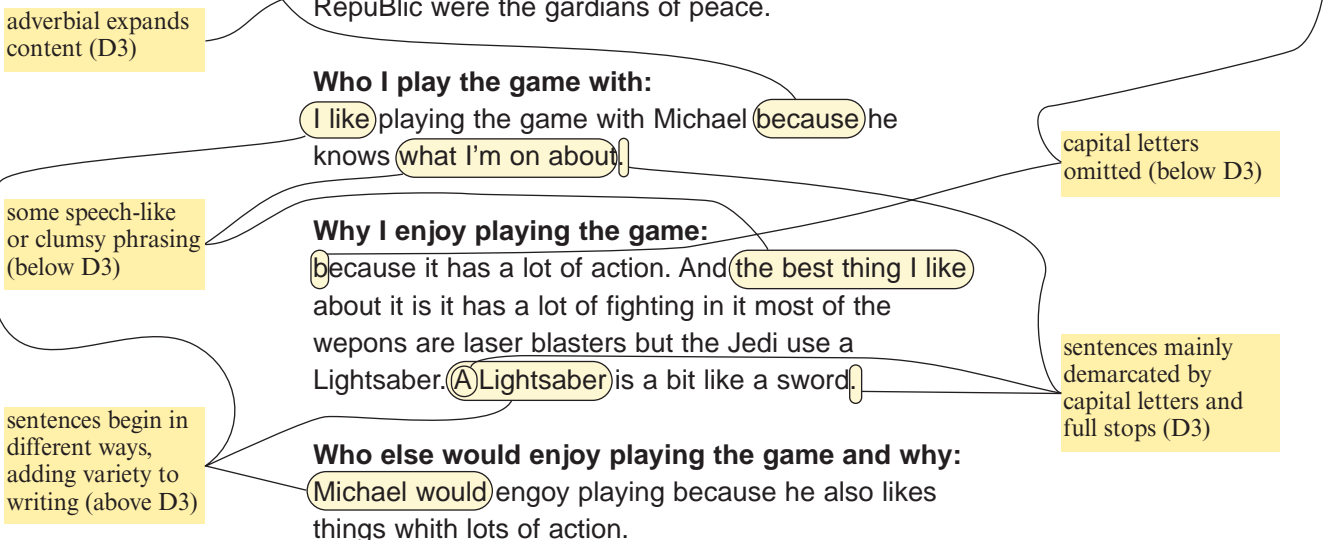 adverbial expands
content (D3)
RepuBlic were the gardians of peace.
Who I play the game with:
I like playing the game with Michael because he
knows what I'm on about.
capital letters
omitted (below D3)
some speech-like
or clumsy phrasing
(below D3)
Why I enjoy playing the game:
because it has a lot of action. And the best thing I like
about it is it has a lot of fighting in it most of the
wepons are laser blasters but the Jedi use a
Lightsaber. A Lightsaber is a bit like a sword.
sentences mainly
demarcated by
capital letters and
full stops (D3)
sentences begin in
different ways,
adding variety to
writing (above D3)
Who else would enjoy playing the game and why:
Michael would engoy playing because he also likes
things whith lots of action.